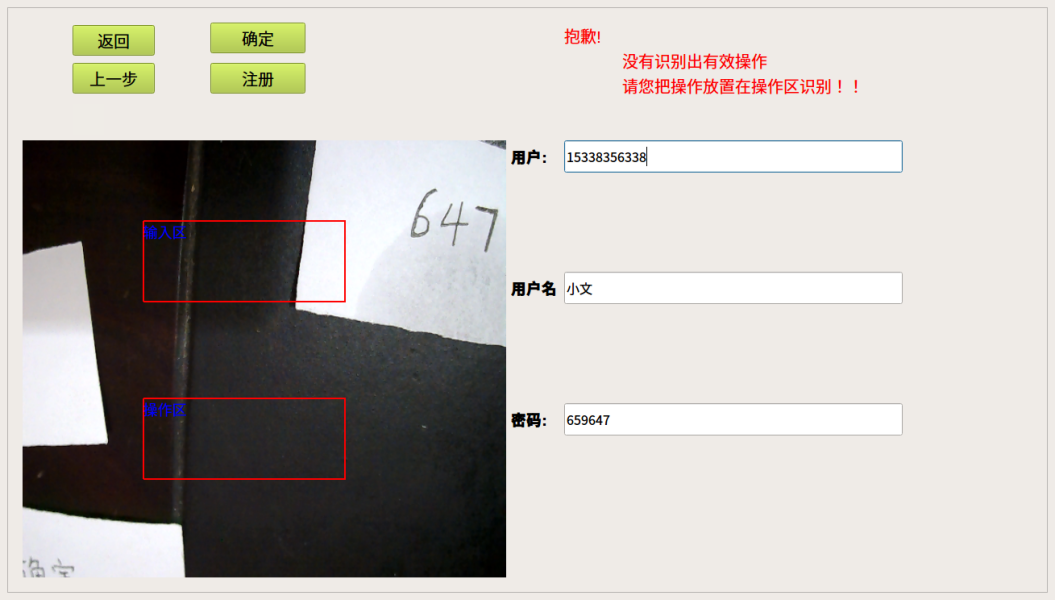 返回
确定
上一步
注册
抱歉!
没有识别出有效操作
请您把操作放置在操作区识别！！
用户:
15338356338
输入区
647
用户名
小文
操作区
密码:
659647
确定